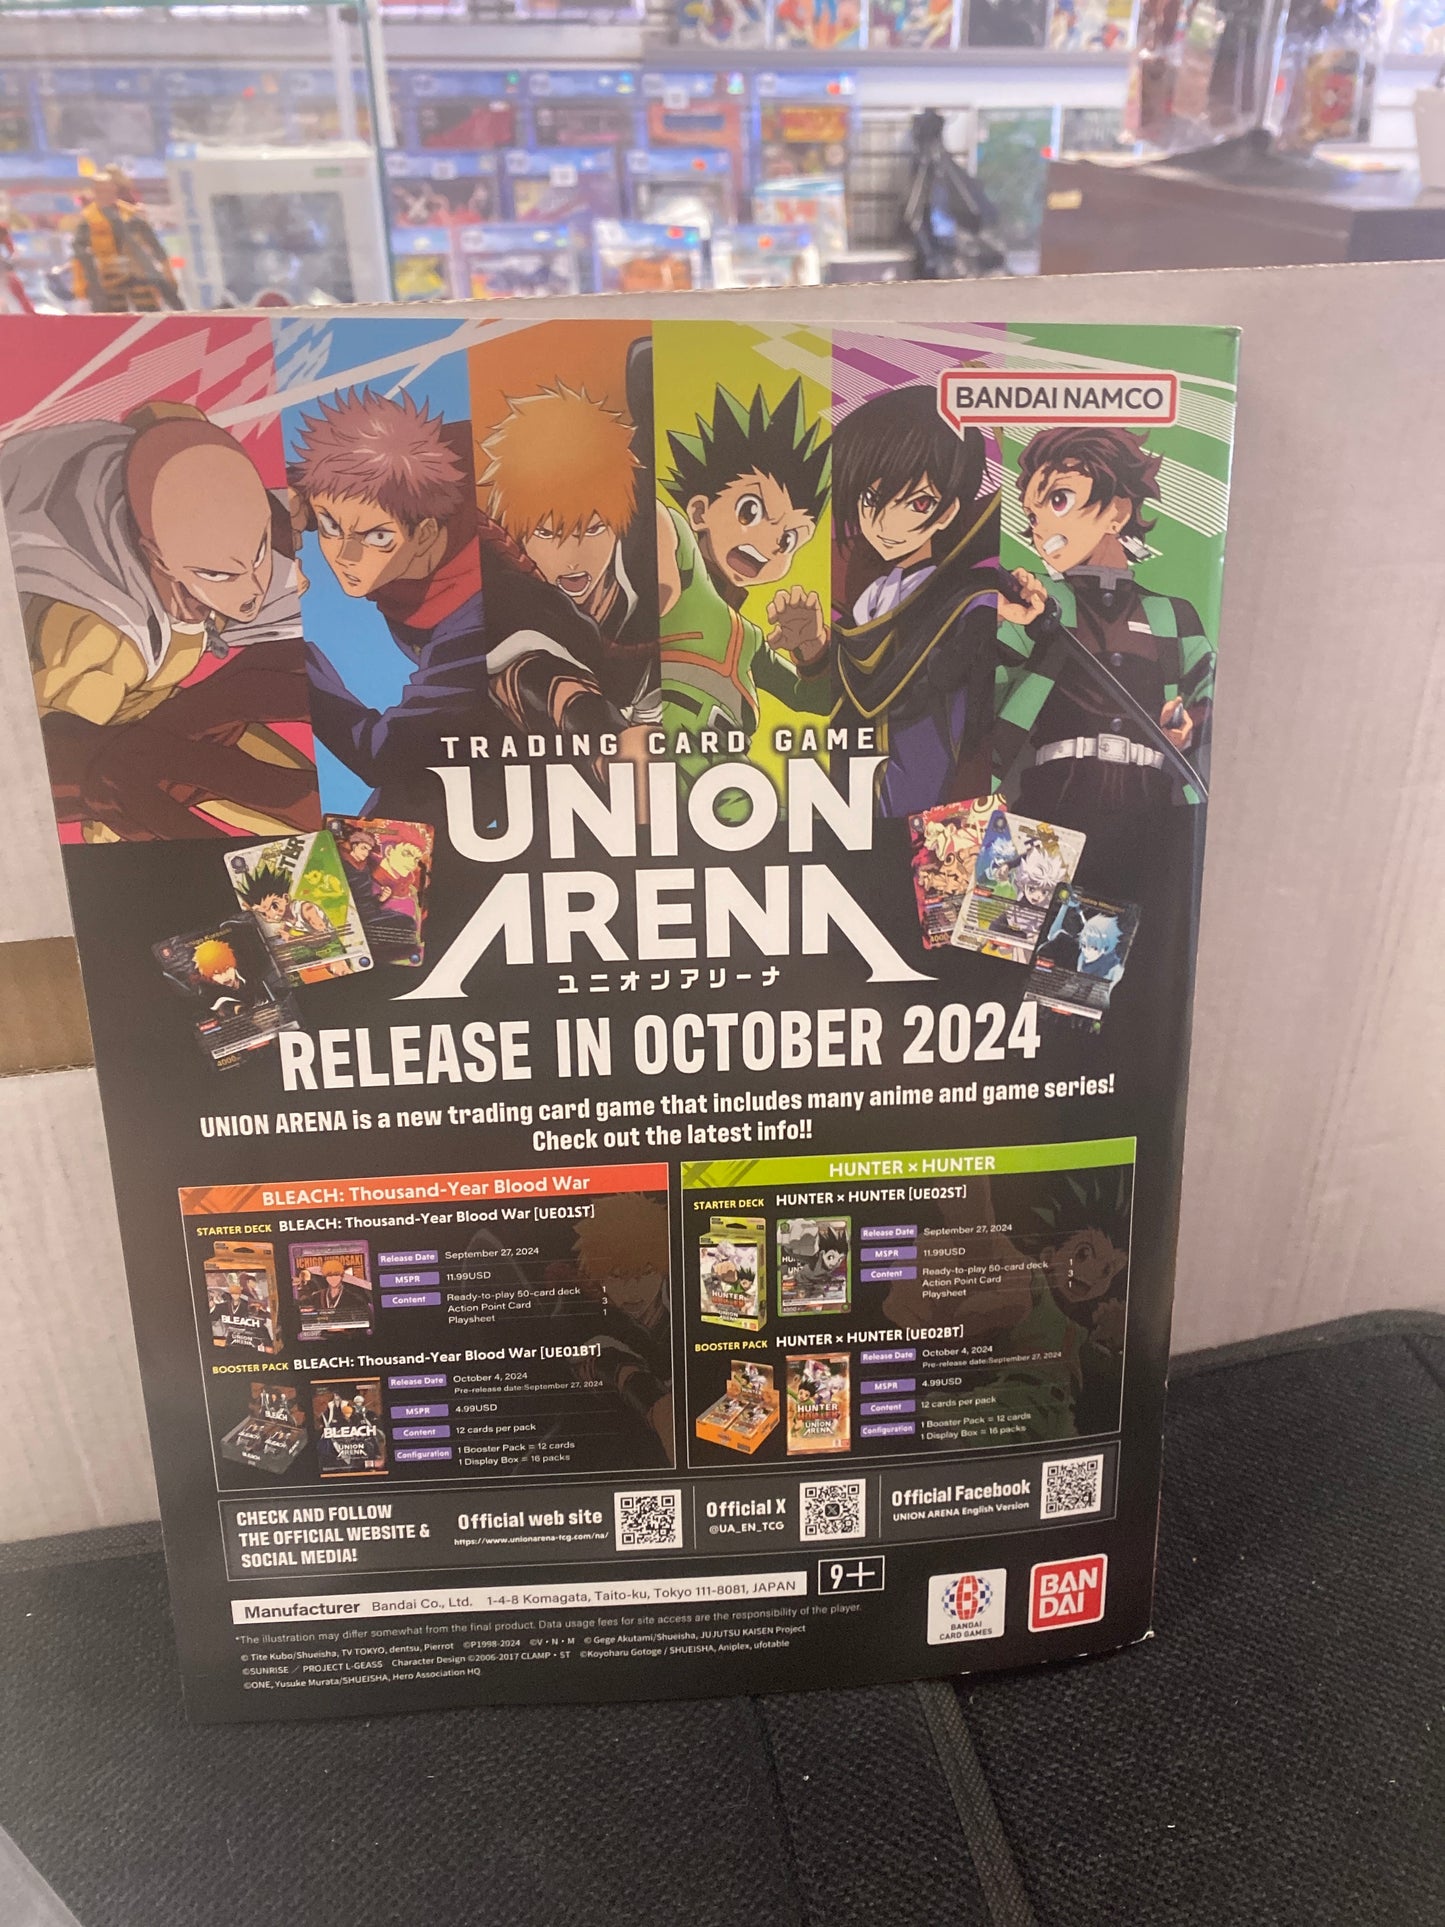 BANDAI NAMCO
TRADING CARD GAME
UNION
ARENA
ユニオンアリーナ
RELEASE IN OCTOBER 2024
UNION ARENA is a new trading card game that includes many anime and game series!
Check out the latest info!!
BLEACH: Thousand-Year Blood War
STARTER DECK BLEACH: Thousand-Year Blood War [UE01ST]
Release Date September 27, 2024
MSPR 11.99USD
Content Ready-to-play 50-card deck 1
Action Point Card 3
Playsheet 1
BOOSTER PACK BLEACH: Thousand-Year Blood War [UE01BT]
Release Date October 4, 2024
Pre-release date:September 27, 2024
MSPR 4.99USD
Content 12 cards per pack
Configuration 1 Booster Pack = 12 cards
1 Display Box = 16 packs
HUNTER × HUNTER
STARTER DECK HUNTER × HUNTER [UE02ST]
Release Date September 27, 2024
MSPR 11.99USD
Content Ready-to-play 50-card deck 1
Action Point Card 3
Playsheet 1
BOOSTER PACK HUNTER × HUNTER [UE02BT]
Release Date October 4, 2024
Pre-release date:September 27, 2024
MSPR 4.99USD
Content 12 cards per pack
Configuration 1 Booster Pack = 12 cards
1 Display Box = 16 packs
CHECK AND FOLLOW
THE OFFICIAL WEBSITE &
SOCIAL MEDIA!
Official web site
https://www.unionarena-tcg.com/na/
Official X
@UA_EN_TCG
Official Facebook
UNION ARENA English Version
Manufacturer Bandai Co., Ltd. 1-4-8 Komagata, Taito-ku, Tokyo 111-8081, JAPAN
9+
BANDAI
CARD GAMES
BAN
DAI
*The illustration may differ somewhat from the final product. Data usage fees for site access are the responsibility of the player.
© Tite Kubo/Shueisha, TV TOKYO, dentsu, Pierrot ©P1998-2024 ©V・N・M © Gege Akutami/Shueisha, JUJUTSU KAISEN Project
©SUNRISE／PROJECT L-GEASS Character Design ©2006-2017 CLAMP・ST ©Koyoharu Gotoge / SHUEISHA, Aniplex, ufotable
©ONE, Yusuke Murata/SHUEISHA, Hero Association HQ